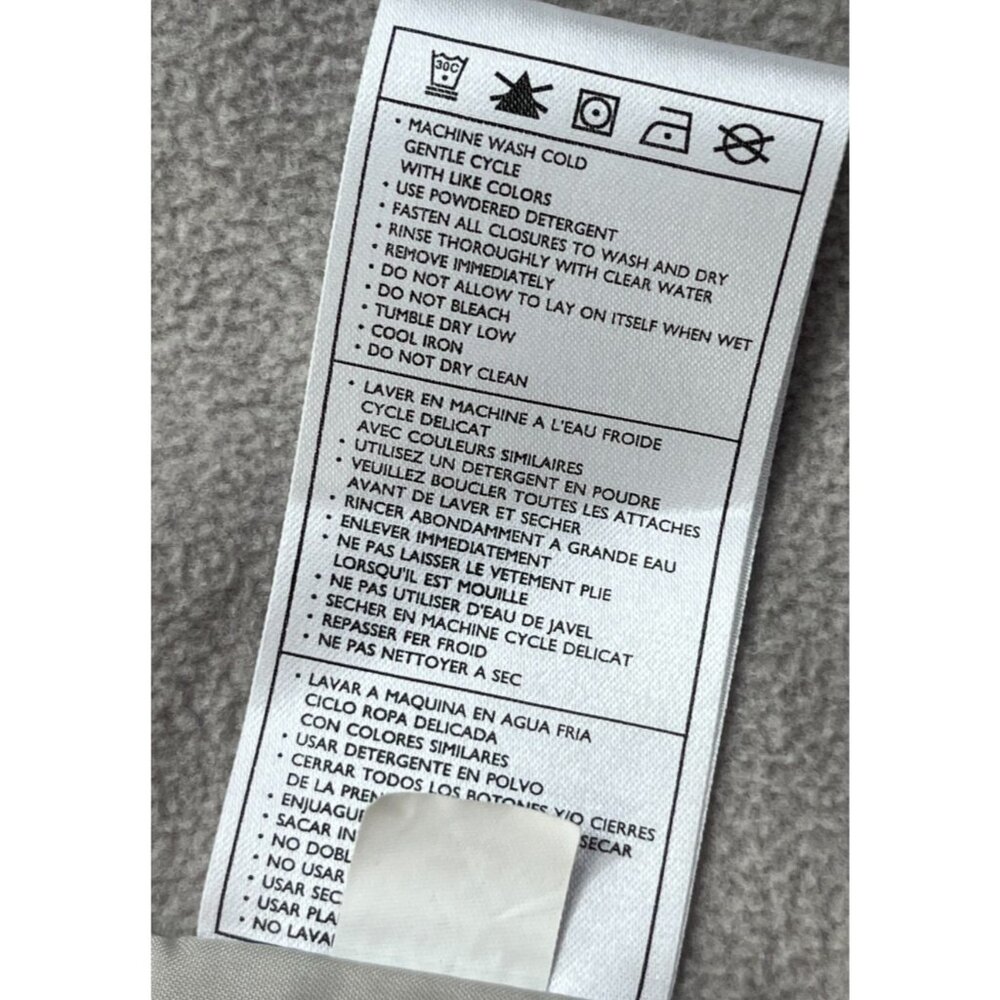 30C
• MACHINE WASH COLD
GENTLE CYCLE
WITH LIKE COLORS
• USE POWDERED DETERGENT
• FASTEN ALL CLOSURES TO WASH AND DRY
• RINSE THOROUGHLY WITH CLEAR WATER
• REMOVE IMMEDIATELY
• DO NOT ALLOW TO LAY ON ITSELF WHEN WET
• DO NOT BLEACH
• TUMBLE DRY LOW
• COOL IRON
• DO NOT DRY CLEAN
• LAVER EN MACHINE A L'EAU FROIDE
CYCLE DELICAT
AVEC COULEURS SIMILAIRES
• UTILISEZ UN DETERGENT EN POUDRE
• VEUILLEZ BOUCLER TOUTES LES ATTACHES
AVANT DE LAVER ET SECHER
• RINCER ABONDAMMENT A GRANDE EAU
• ENLEVER IMMEDIATEMENT
• NE PAS LAISSER LE VETEMENT PLIE
LORSQU'IL EST MOUILLE
• NE PAS UTILISER D'EAU DE JAVEL
• SECHER EN MACHINE CYCLE DELICAT
• REPASSER FER FROID
• NE PAS NETTOYER A SEC
• LAVAR A MAQUINA EN AGUA FRIA
CICLO ROPA DELICADA
CON COLORES SIMILARES
• USAR DETERGENTE EN POLVO
• CERRAR TODOS LOS BOTONES Y/O CIERRES
DE LA SECAR
•
• SACAR
• NO
• NO USAR
• USAR
• USAR
• NO